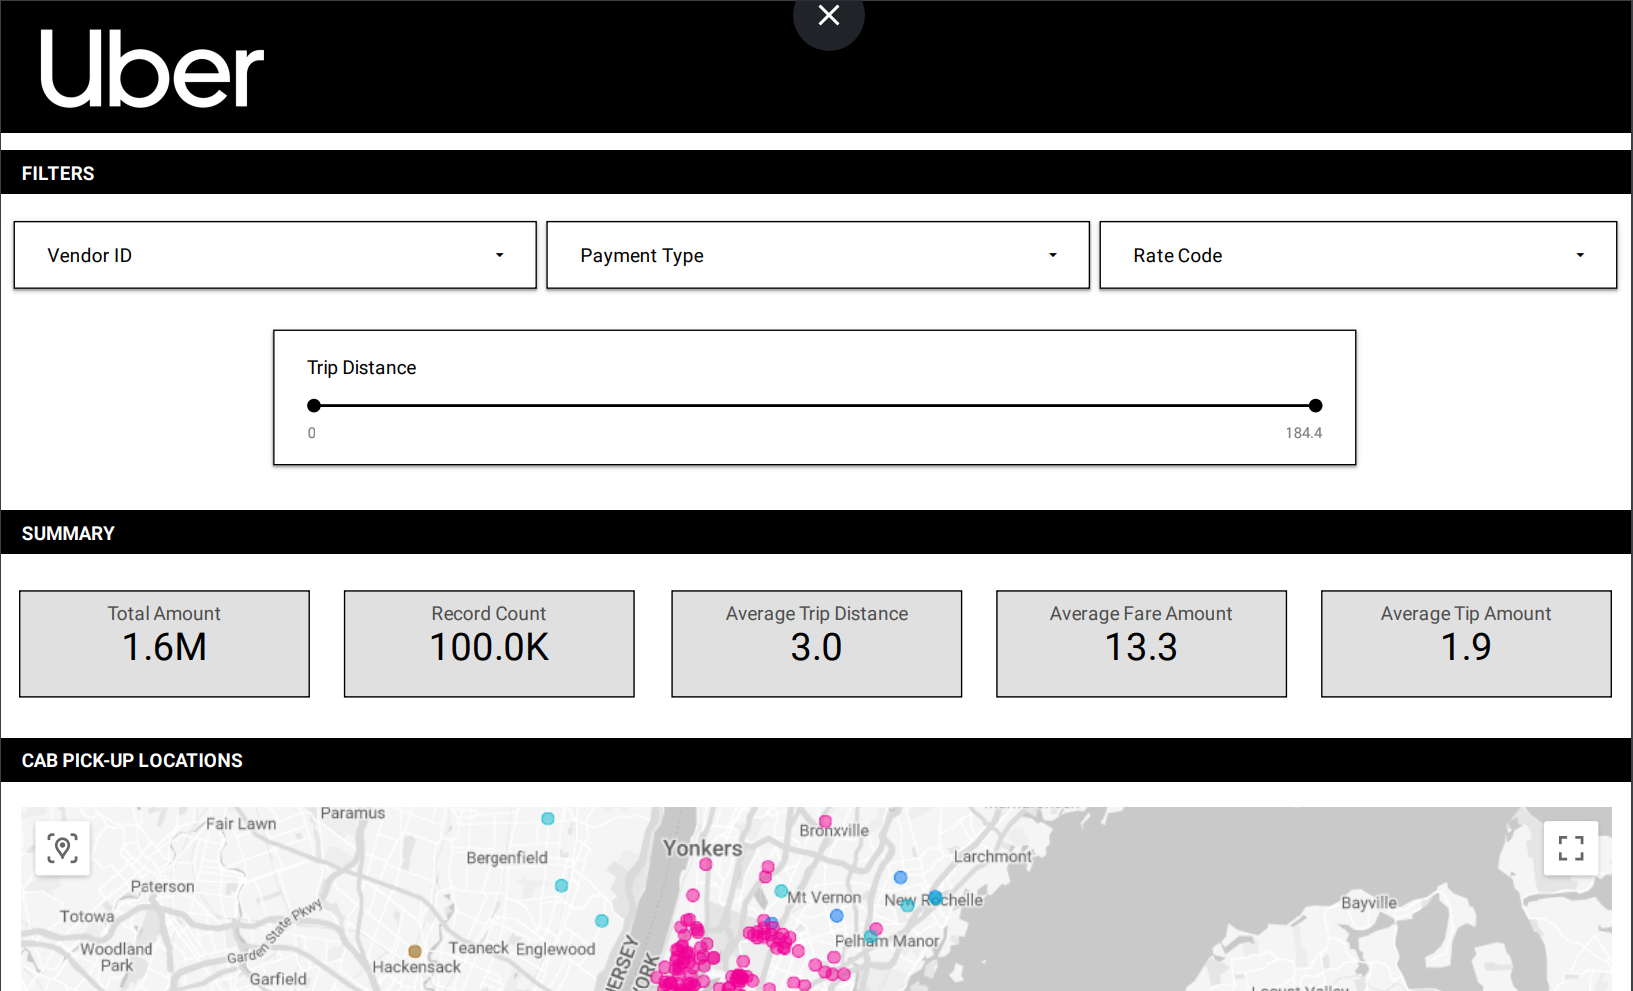 Uber
FILTERS
Vendor ID
Payment Type
Rate Code
Trip Distance
0
184.4
SUMMARY
Total Amount
1.6M
Record Count
100.0K
Average Trip Distance
3.0
Average Fare Amount
13.3
Average Tip Amount
1.9
CAB PICK-UP LOCATIONS
Paramus
Fair Lawn
Bronxville
Yonkers
Bergenfield
Larchmont
Paterson
Mt Vernon
New Rochelle
Bayville
Totowa
Garden State Pkwy
Pelham Manor
Woodland
Park
Teaneck
Englewood
Hackensack
Garfield
ERSEY
YORK